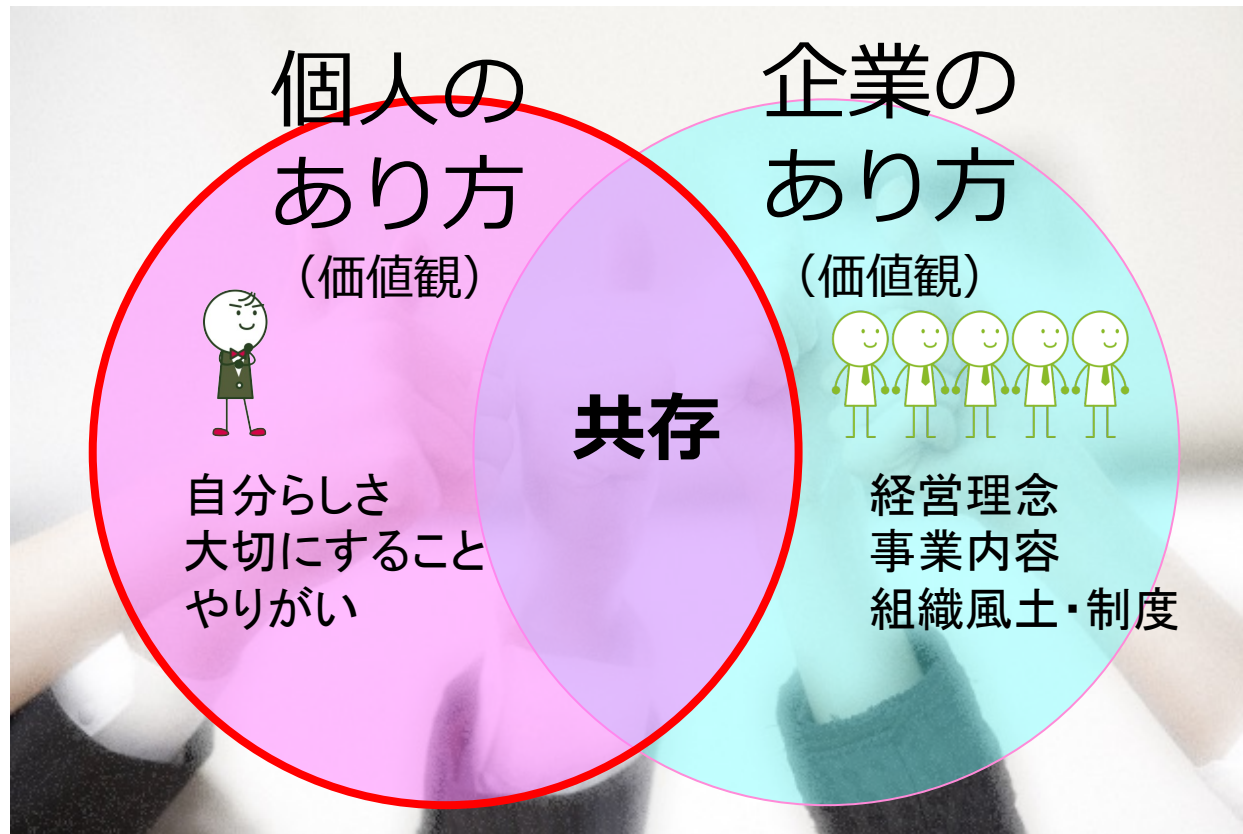 個人の
あり方
（価値観）
自分らしさ
大切にすること
やりがい
共存
企業の
あり方
（価値観）
経営理念
事業内容
組織風土・制度